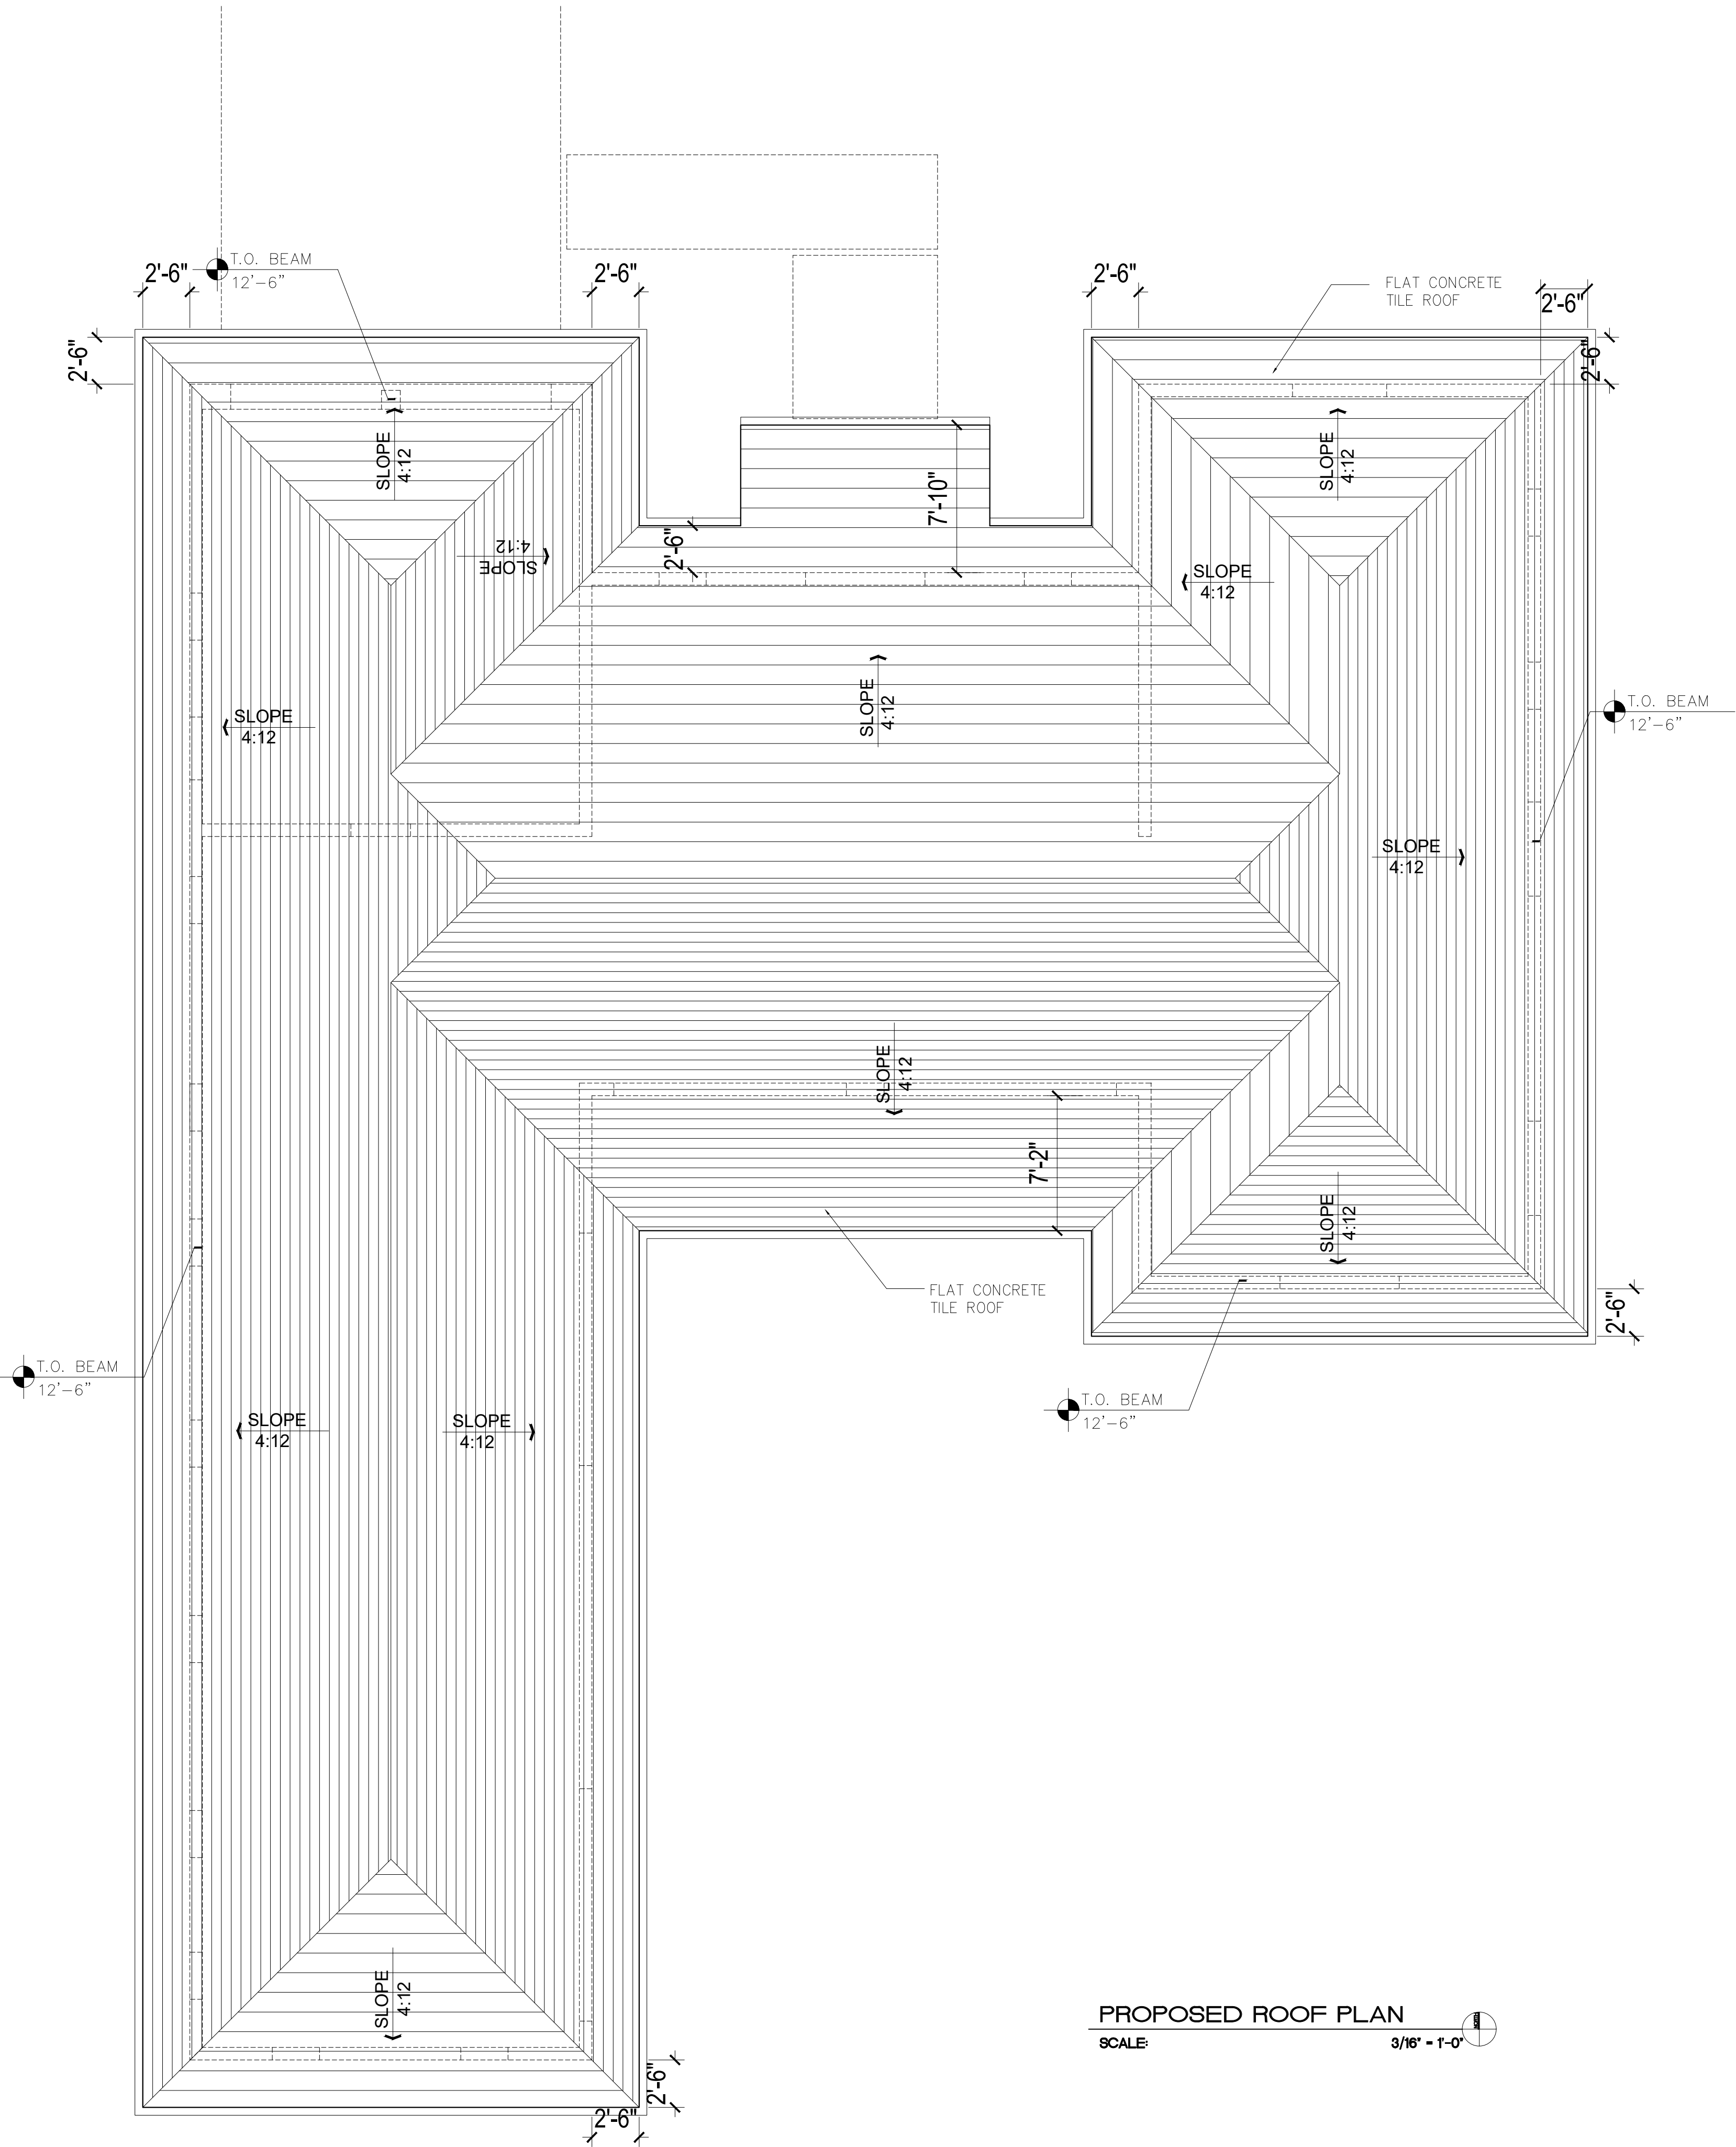 T.O. BEAM
12'-6"
2'-6"
2'-6"
2'-6"
FLAT CONCRETE
TILE ROOF
2'-6"
2'-6"
2'-6"
SLOPE
4:12
SLOPE
4:12
7'-10"
2'-6"
SLOPE
4:12
SLOPE
4:12
SLOPE
4:12
SLOPE
4:12
T.O. BEAM
12'-6"
SLOPE
4:12
SLOPE
4:12
7'-2"
SLOPE
4:12
FLAT CONCRETE
TILE ROOF
2'-6"
T.O. BEAM
12'-6"
T.O. BEAM
12'-6"
SLOPE
4:12
SLOPE
4:12
SLOPE
4:12
2'-6"
2'-6"
PROPOSED ROOF PLAN
SCALE: 3/16" = 1'-0"
NORTH